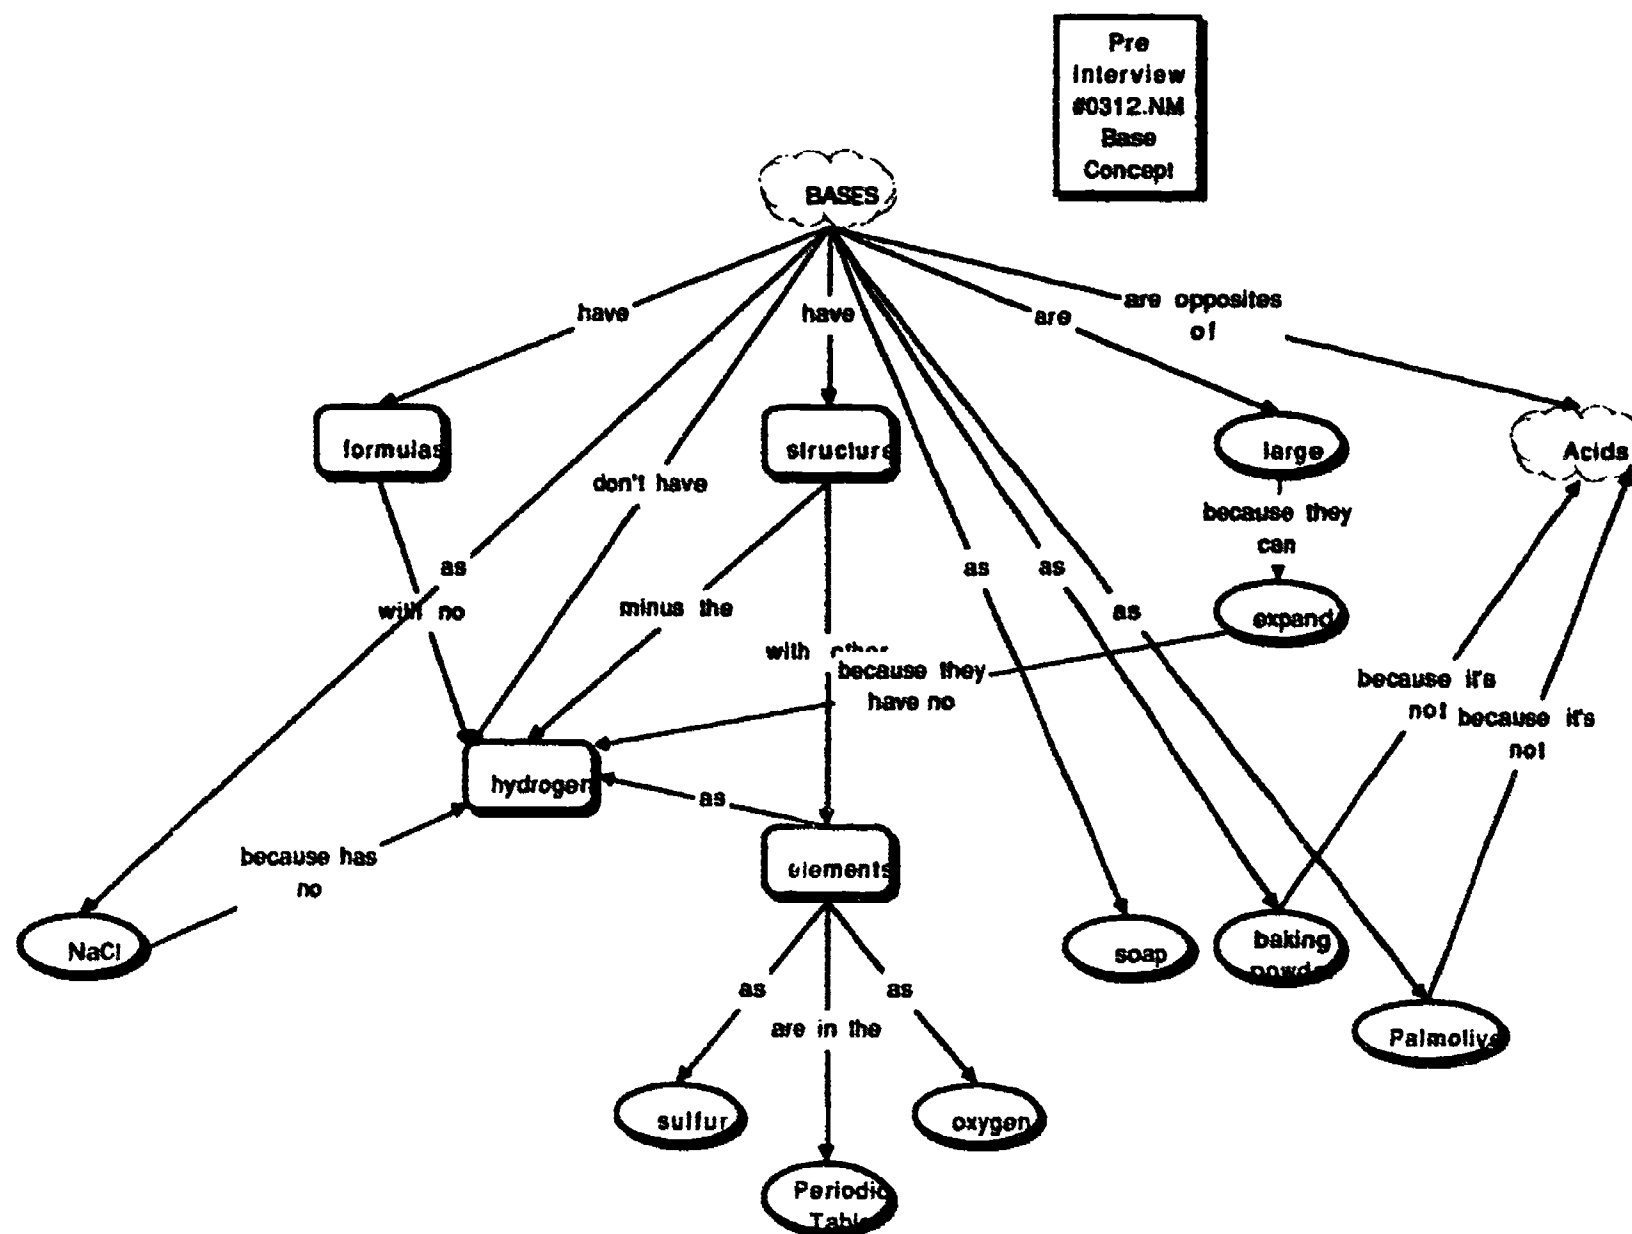 Pre
Interview
#0312.NM
Base
Concept
BASES
have
have
are
are opposites
of
formulas
structure
large
Acids
don't have
because they
can
as
as
as
as
with no
minus the
expand
with other
because they
have no
because it's
not
because it's
not
hydrogen
as
because has
no
elements
NaCl
soap
baking
powde
Palmolive
as
as
are in the
sulfur
oxygen
Periodic
Table